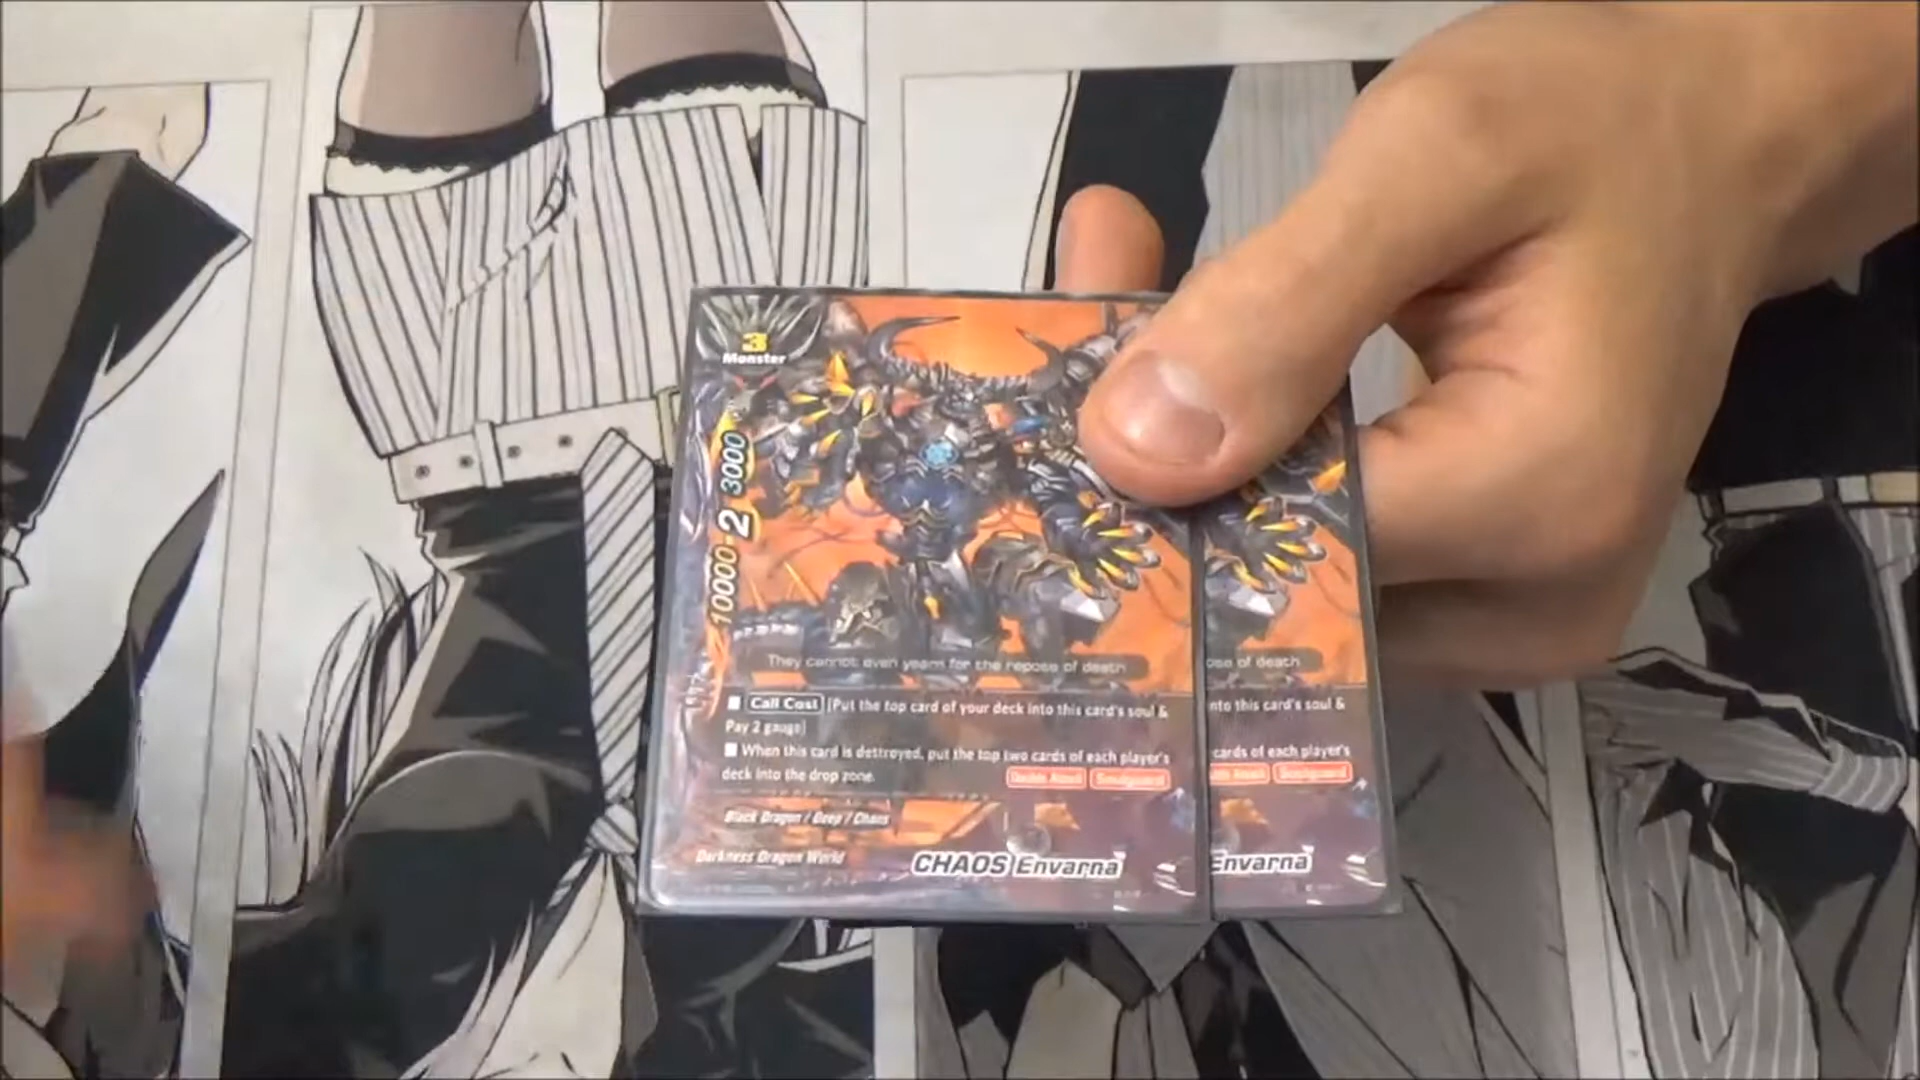 3
Monster
10000 2 3000
They cannot even yearn for the repose of death
ose of death
Call Cost [Put the top card of your deck into this card's soul &
Pay 2 gauge]
When this card is destroyed, put the top two cards of each player's
deck into the drop zone. Double Attack Soulguard
Black Dragon / Deep / Chaos
Darkness Dragon World
CHAOS Envarna
nto this card's soul &
cards of each player's
Soulguard
Envarna